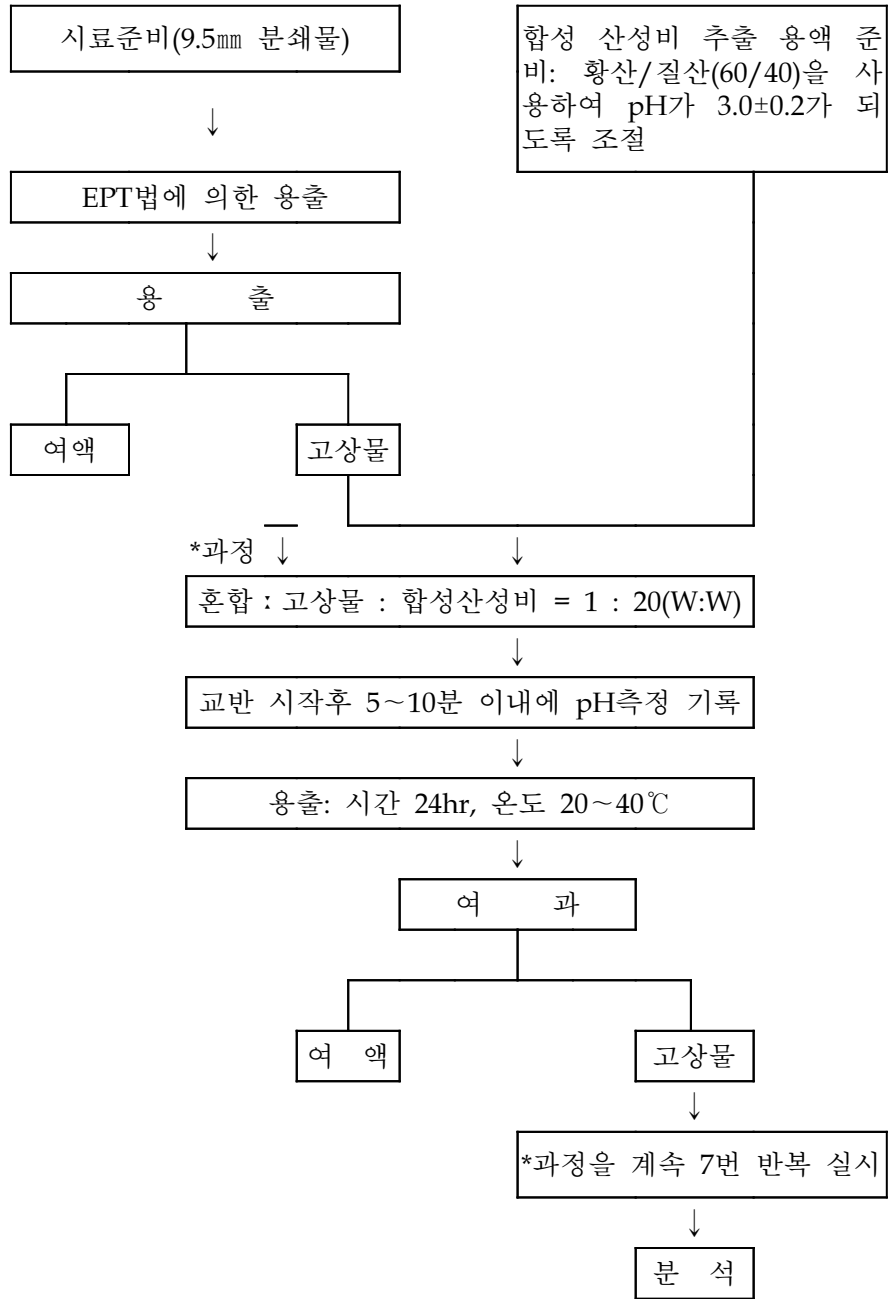 시료준비(9.5㎜ 분쇄물)
합성 산성비 추출 용액 준
비: 황산/질산(60/40)을 사
용하여 pH가 3.0±0.2가 되
도록 조절
↓
EPT법에 의한 용출
↓
용 출
여액
고상물
*과정 ↓
↓
혼합 : 고상물 : 합성산성비 = 1 : 20(W:W)
↓
교반 시작후 5~10분 이내에 pH측정 기록
↓
용출: 시간 24hr, 온도 20~40℃
↓
여 과
여 액
고상물
↓
*과정을 계속 7번 반복 실시
↓
분 석